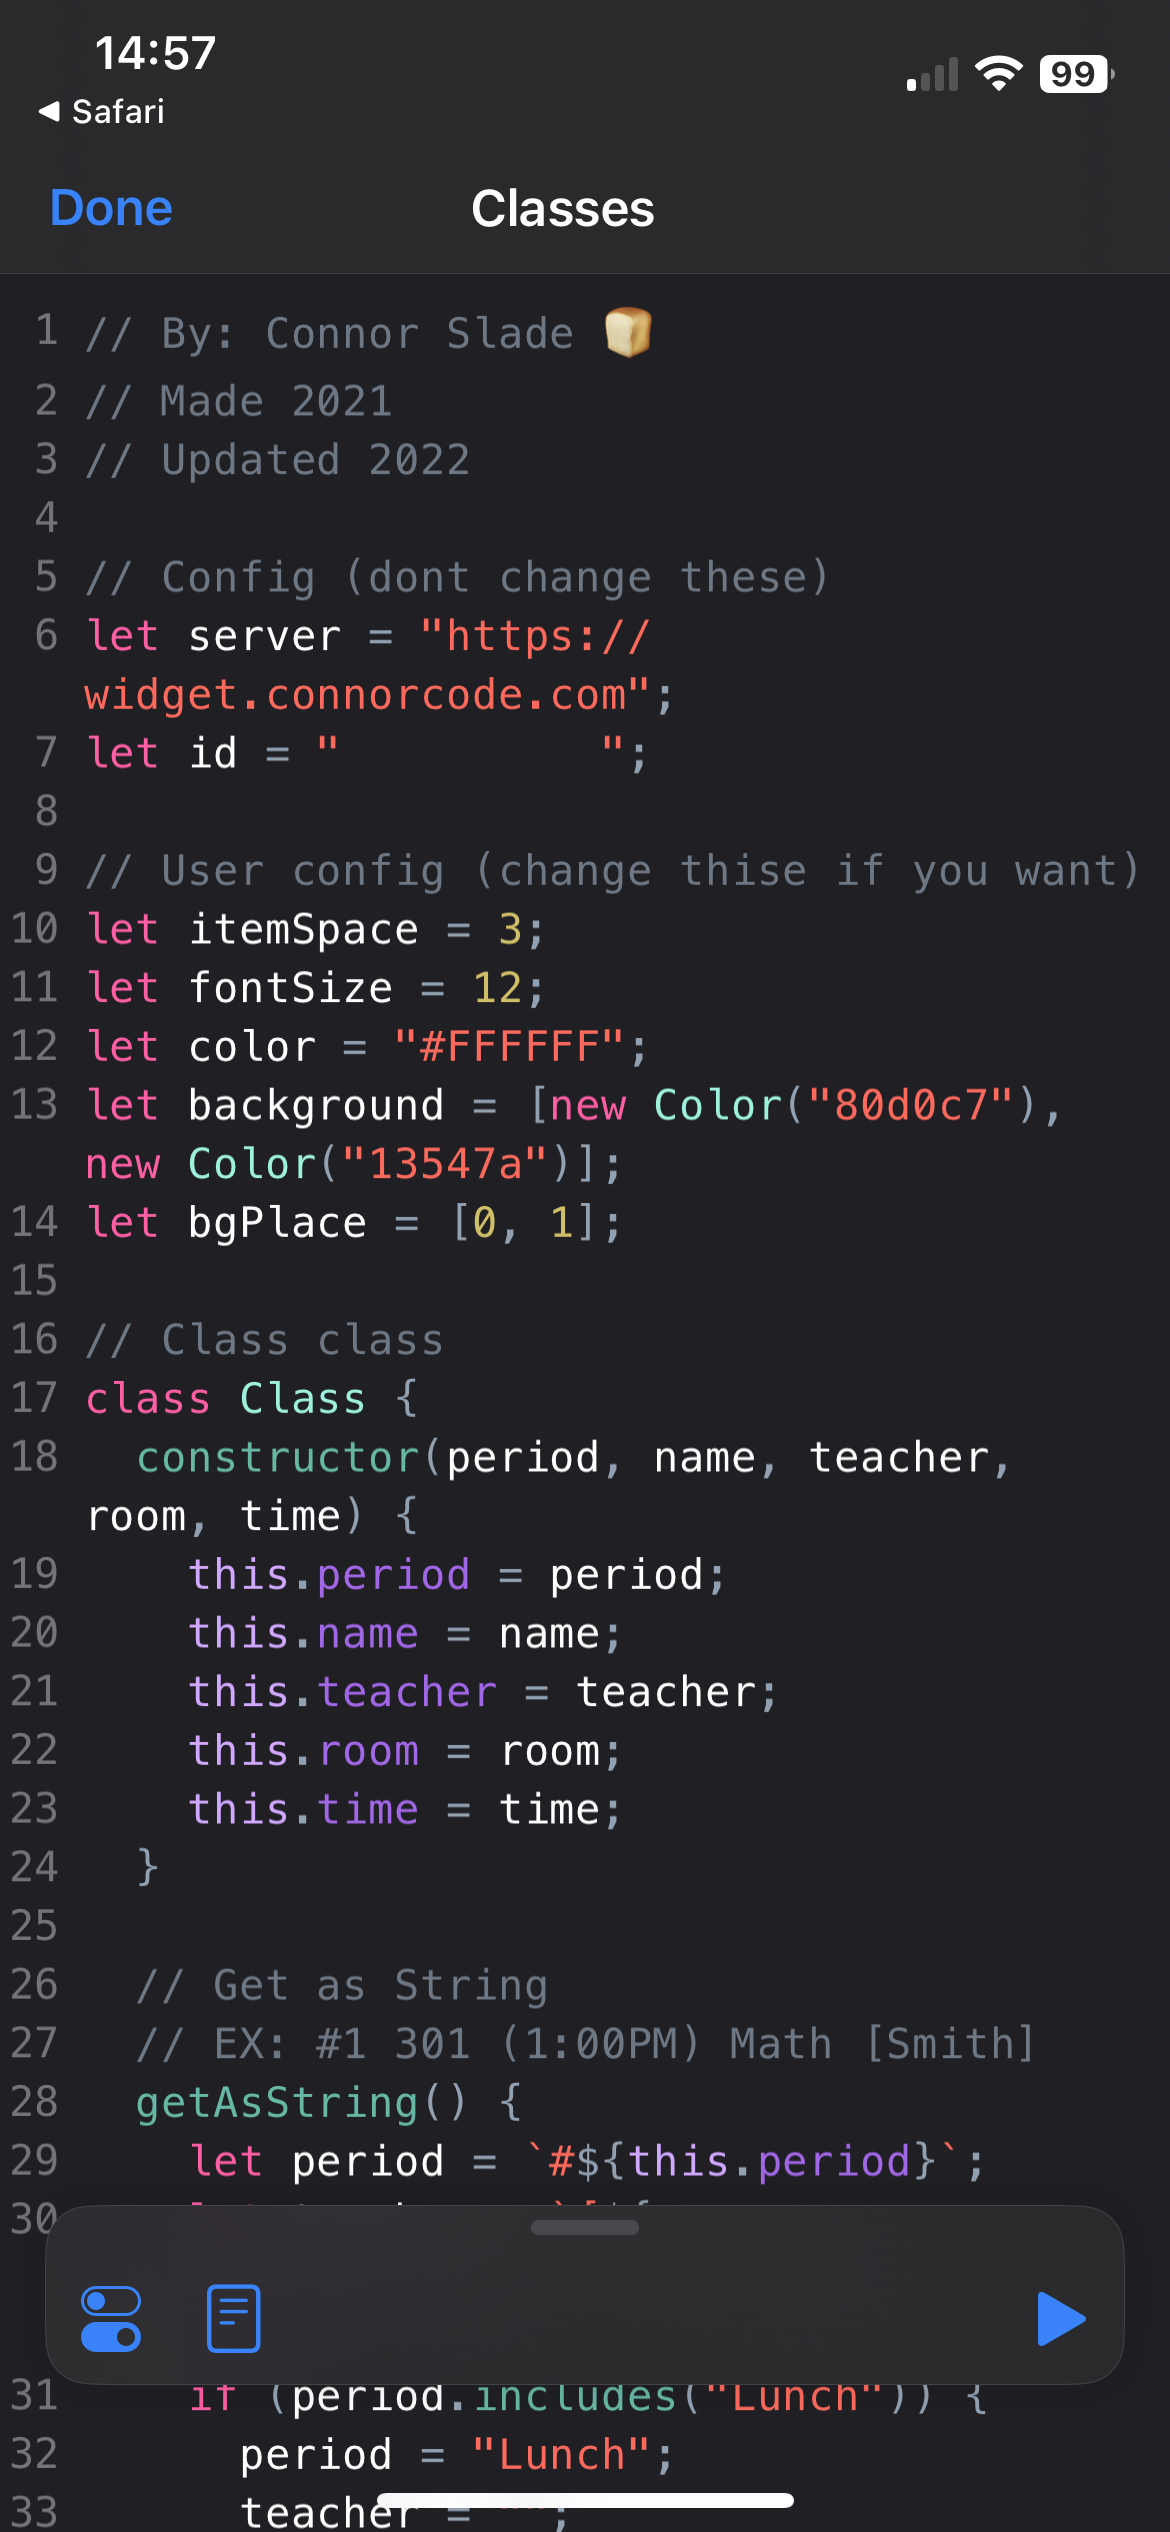 14:57
99
◀ Safari
Done
Classes
1 // By: Connor Slade 🍞
2 // Made 2021
3 // Updated 2022
4
5 // Config (dont change these)
6 let server = "https://
widget.connorcode.com";
7 let id = "          ";
8
9 // User config (change thise if you want)
10 let itemSpace = 3;
11 let fontSize = 12;
12 let color = "#FFFFFF";
13 let background = [new Color("80d0c7"),
new Color("13547a")];
14 let bgPlace = [0, 1];
15
16 // Class class
17 class Class {
18   constructor(period, name, teacher,
room, time) {
19     this.period = period;
20     this.name = name;
21     this.teacher = teacher;
22     this.room = room;
23     this.time = time;
24   }
25
26   // Get as String
27   // EX: #1 301 (1:00PM) Math [Smith]
28   getAsString() {
29     let period = `#${this.period}`;
30
31     if (period.includes("Lunch")) {
32       period = "Lunch";
33       teacher = "";